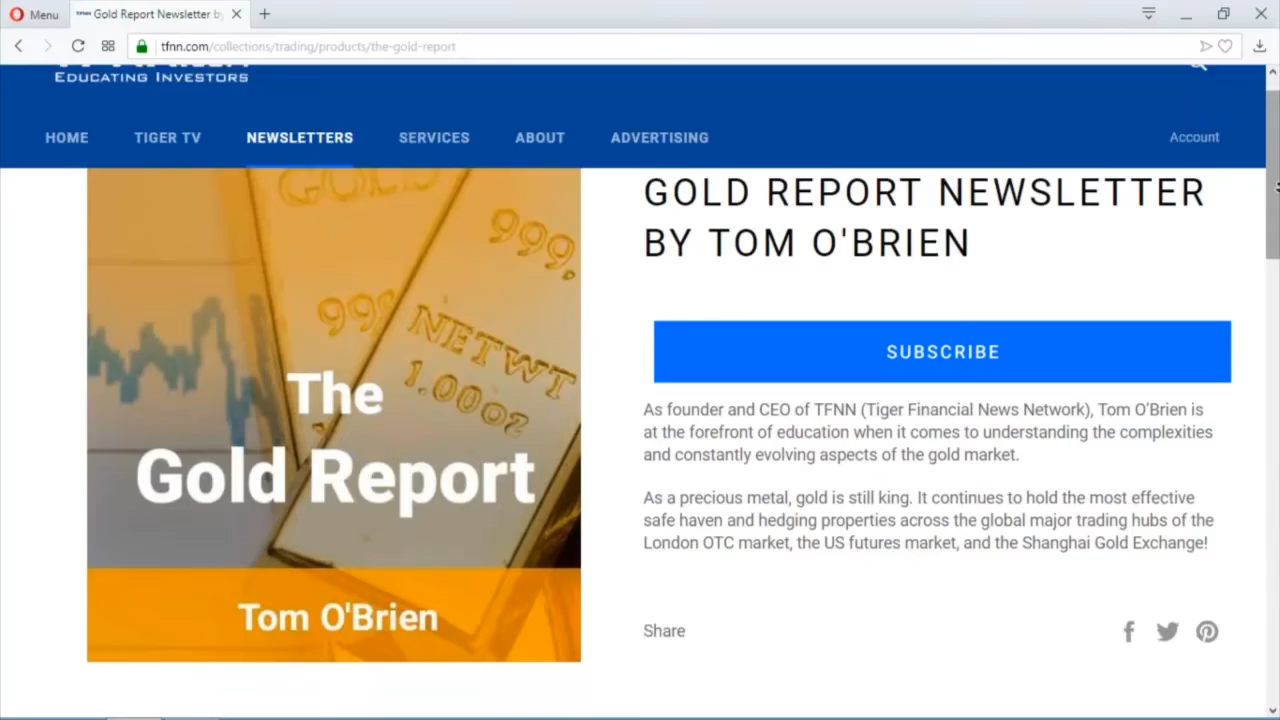 Menu
Gold Report Newsletter by
tfnn.com/collections/trading/products/the-gold-report
EDUCATING INVESTORS
HOME
TIGER TV
NEWSLETTERS
SERVICES
ABOUT
ADVERTISING
Account
GOLD
999,
999
NETWT
1.00oz
The
Gold Report
Tom O'Brien
GOLD REPORT NEWSLETTER
BY TOM O'BRIEN
SUBSCRIBE
As founder and CEO of TFNN (Tiger Financial News Network), Tom O'Brien is
at the forefront of education when it comes to understanding the complexities
and constantly evolving aspects of the gold market.
As a precious metal, gold is still king. It continues to hold the most effective
safe haven and hedging properties across the global major trading hubs of the
London OTC market, the US futures market, and the Shanghai Gold Exchange!
Share